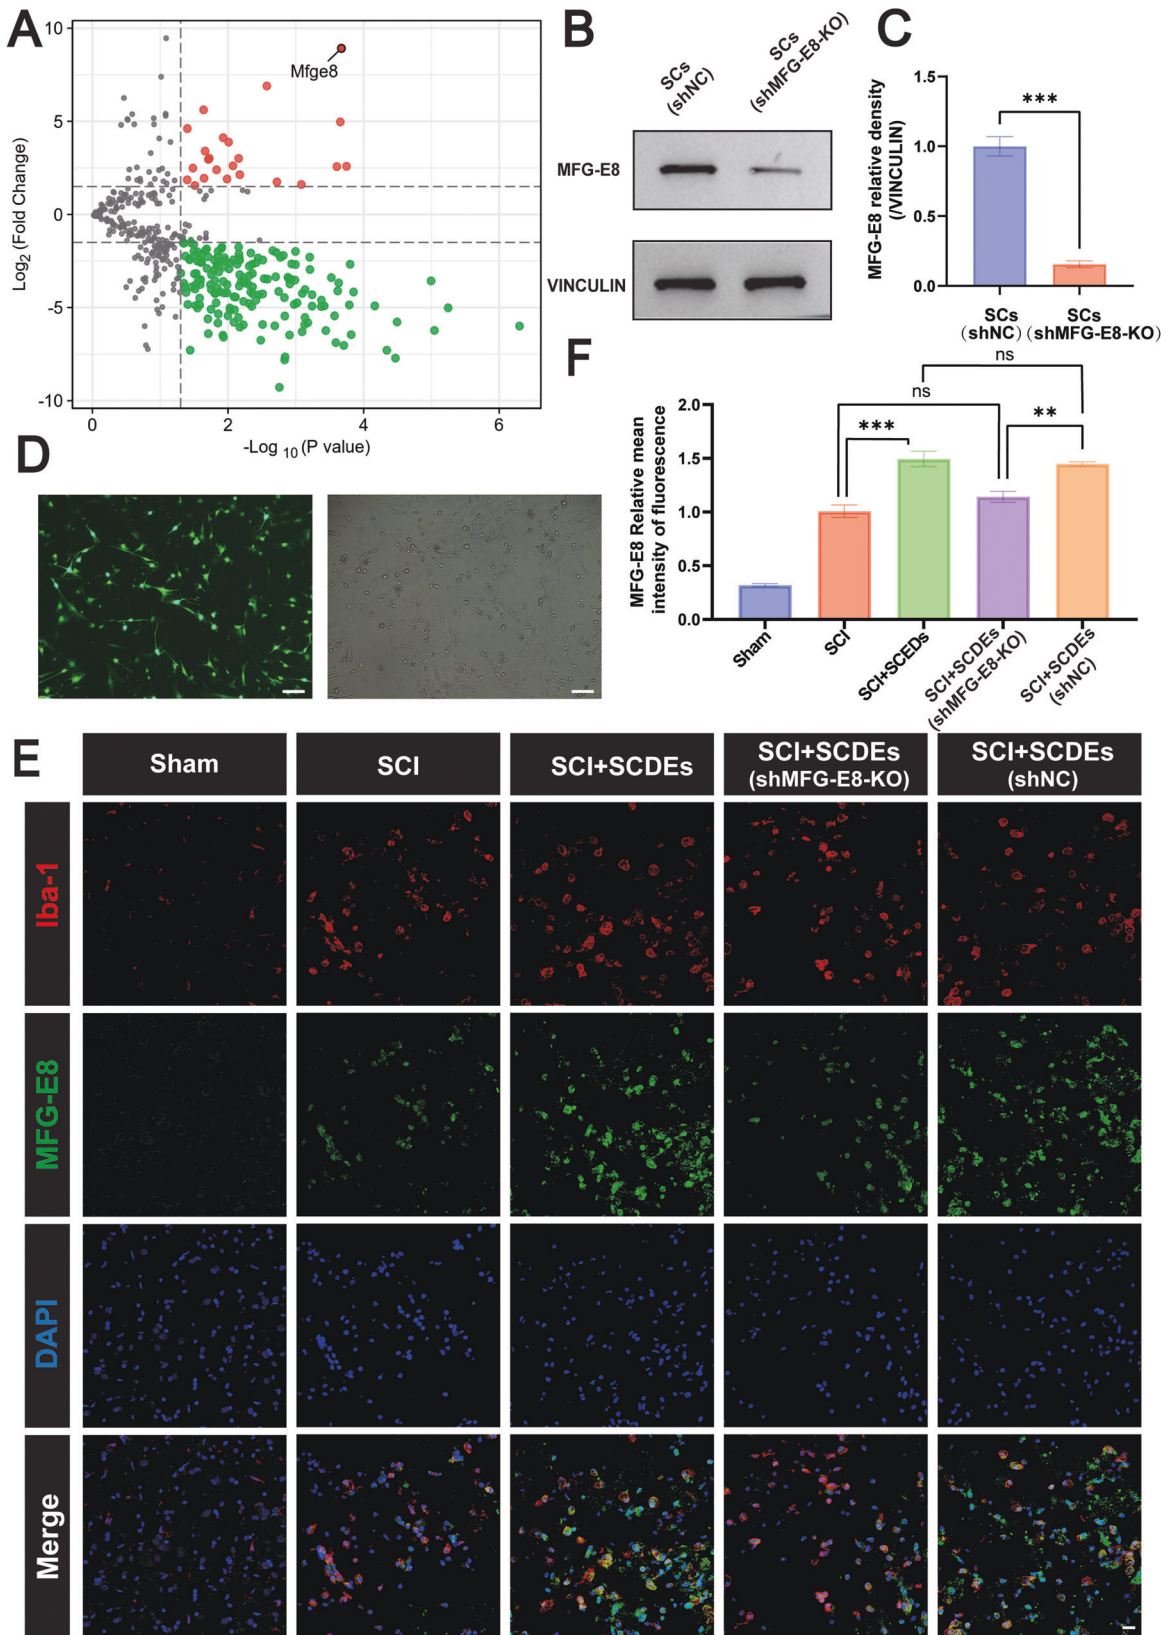 A
10
5
0
-5
-10
Log2 (Fold Change)
Mfge8
0
2
4
6
-Log 10 (P value)
B
SCs
(shNC)
SCs
(shMFG-E8-KO)
MFG-E8
VINCULIN
C
MFG-E8 relative density
(/VINCULIN)
1.5
1.0
0.5
0.0
***
SCs
(shNC)
SCs
(shMFG-E8-KO)
D
F
MFG-E8 Relative mean
intensity of fluorescence
2.0
1.5
1.0
0.5
0.0
ns
ns
***
**
Sham
SCI
SCI+SCEDs
SCI+SCDEs
(shMFG-E8-KO)
SCI+SCDEs
(shNC)
E
Sham
SCI
SCI+SCDEs
SCI+SCDEs
(shMFG-E8-KO)
SCI+SCDEs
(shNC)
Iba-1
MFG-E8
DAPI
Merge